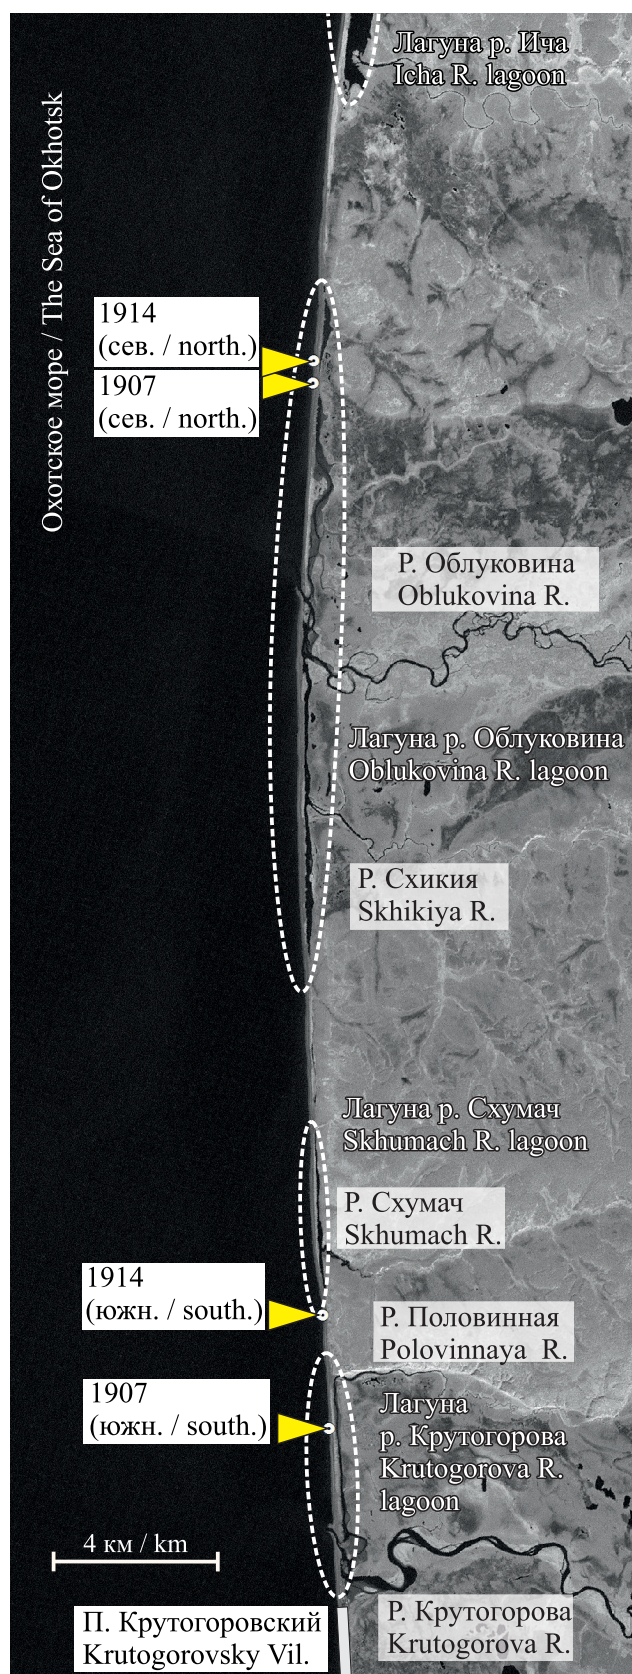 Лагуна р. Ича
Icha R. lagoon
Охотское море / The Sea of Okhotsk
1914
(сев. / north.)
1907
(сев. / north.)
Р. Облуковина
Oblukovina R.
Лагуна р. Облуковина
Oblukovina R. lagoon
Р. Схикия
Skhikiya R.
Лагуна р. Схумач
Skhumach R. lagoon
Р. Схумач
Skhumach R.
1914
(южн. / south.)
Р. Половинная
Polovinnaya R.
1907
(южн. / south.)
Лагуна
р. Крутогорова
Krutogorova R.
lagoon
4 км / km
П. Крутогоровский
Krutogorovsky Vil.
Р. Крутогорова
Krutogorova R.